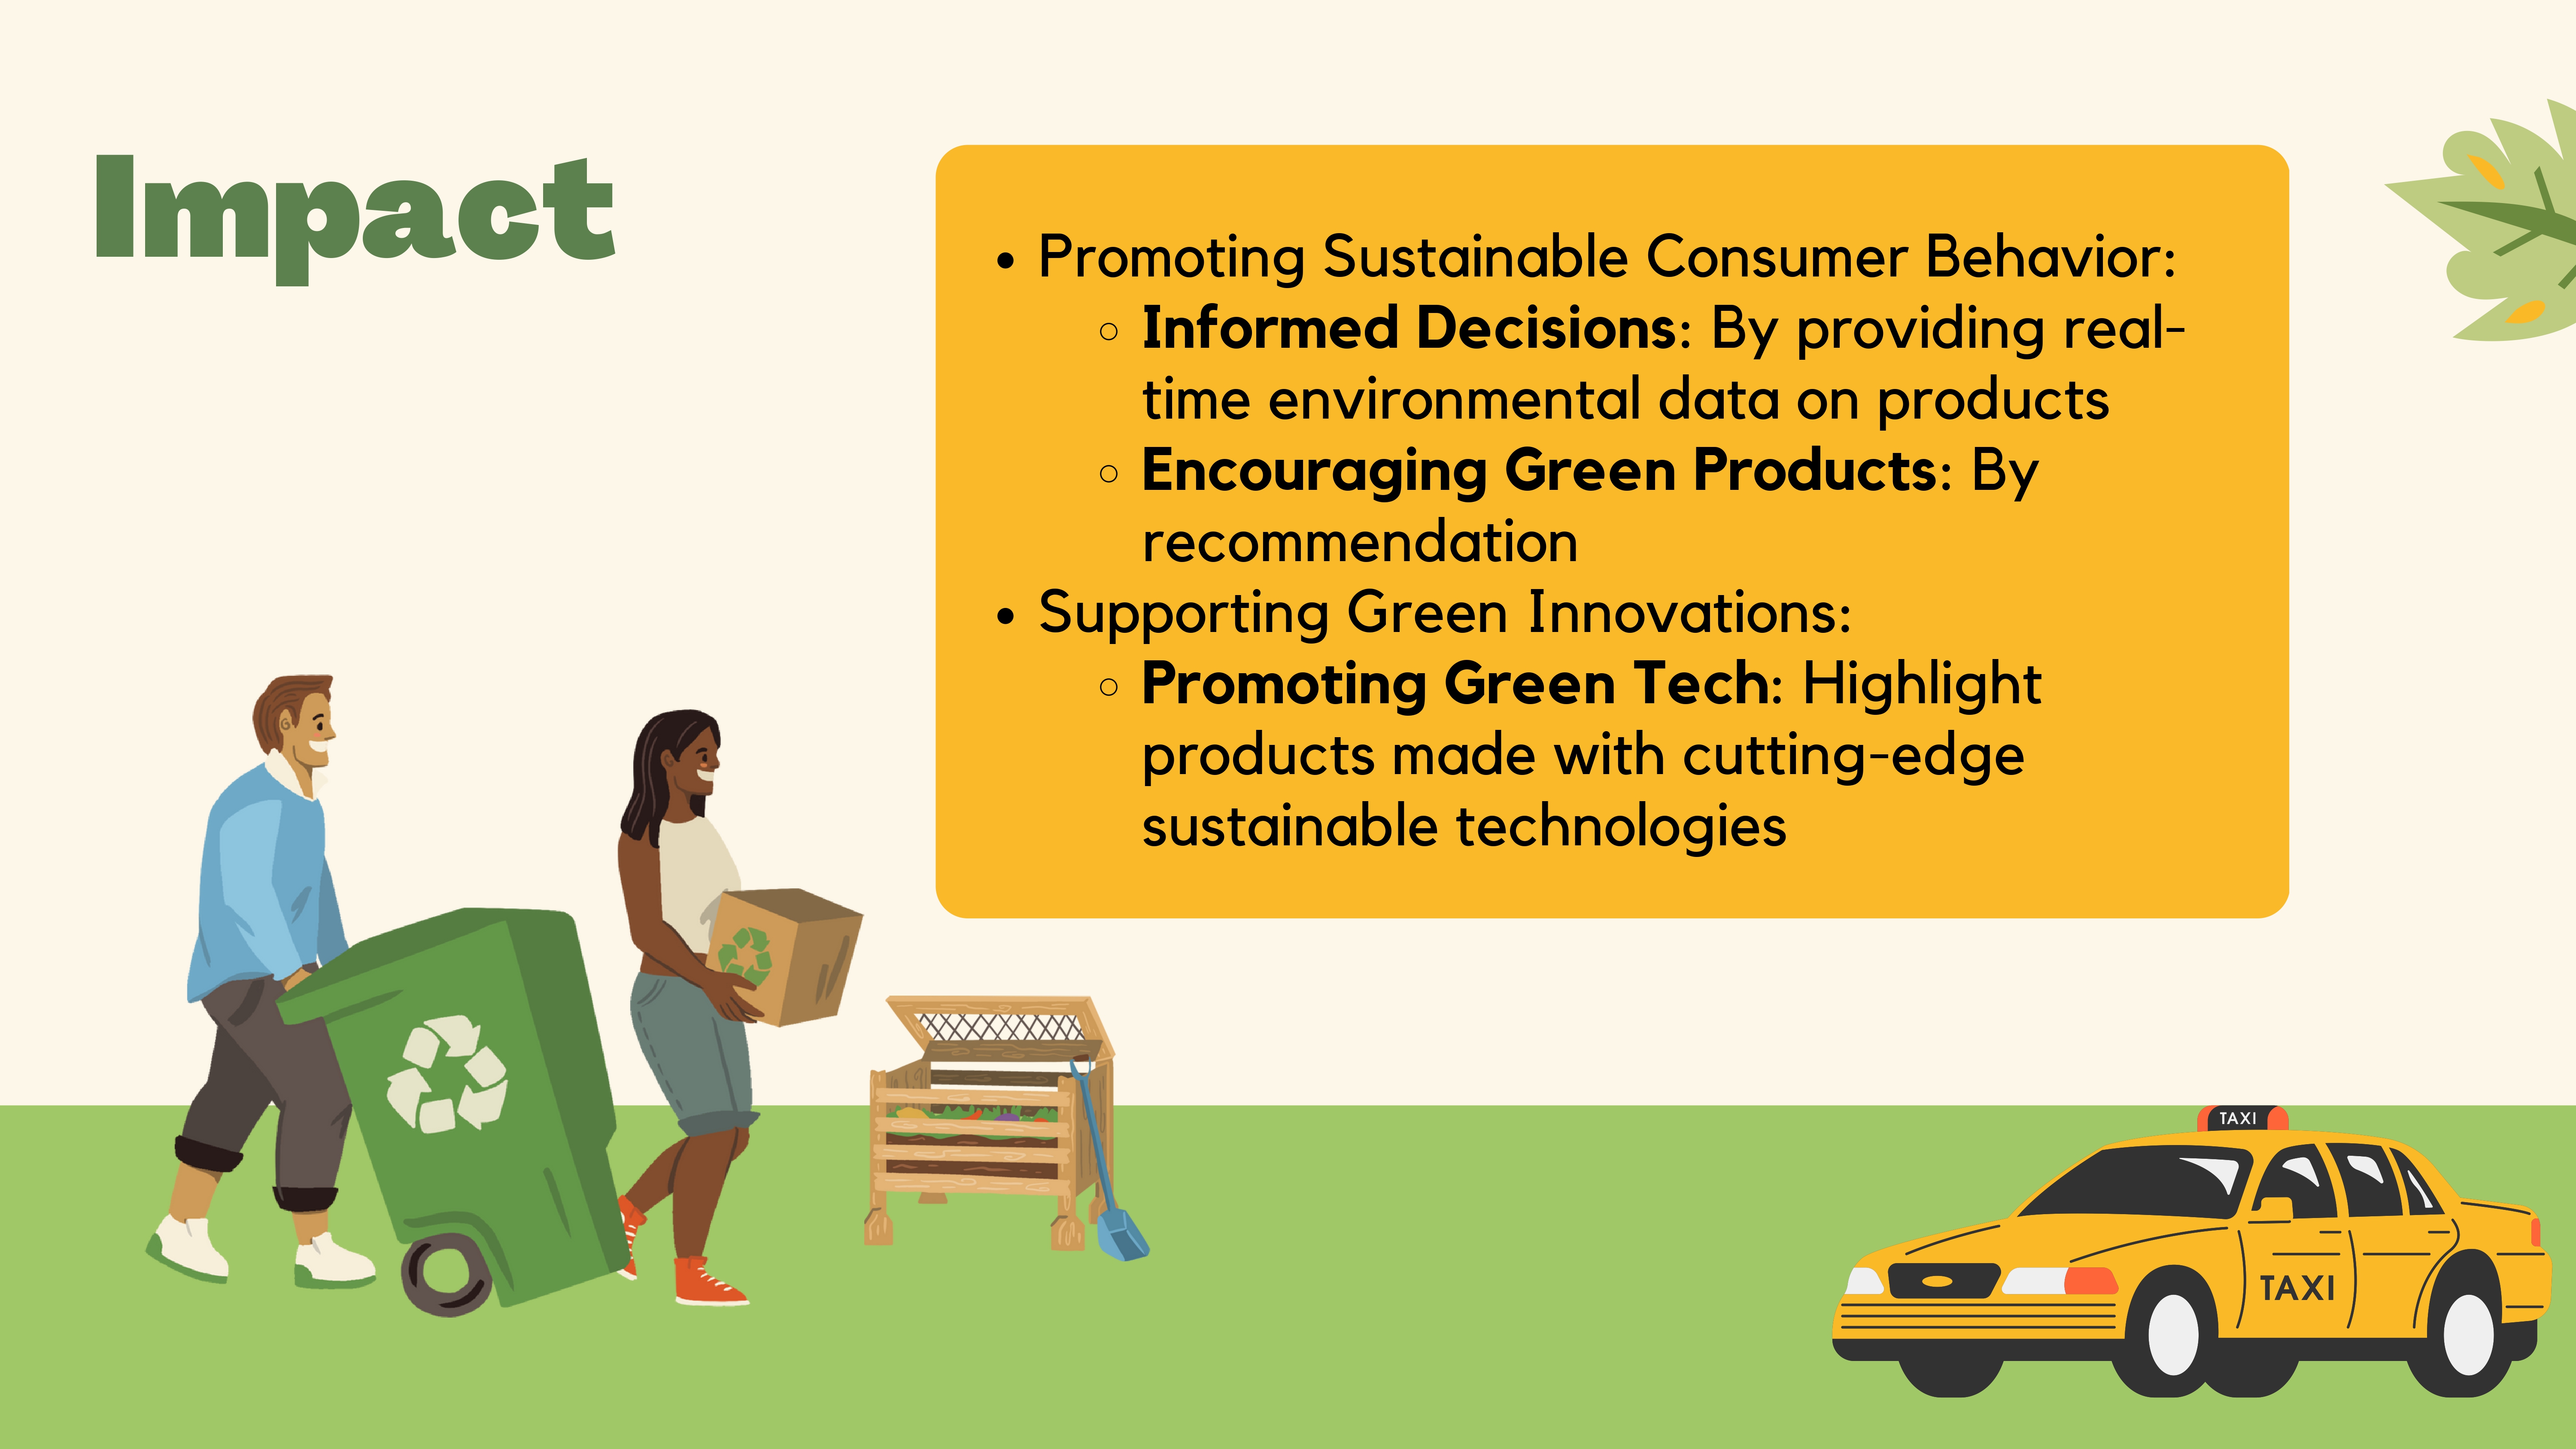 Impact
• Promoting Sustainable Consumer Behavior:
◦ Informed Decisions: By providing real-
time environmental data on products
◦ Encouraging Green Products: By
recommendation
• Supporting Green Innovations:
◦ Promoting Green Tech: Highlight
products made with cutting-edge
sustainable technologies
TAXI
TAXI